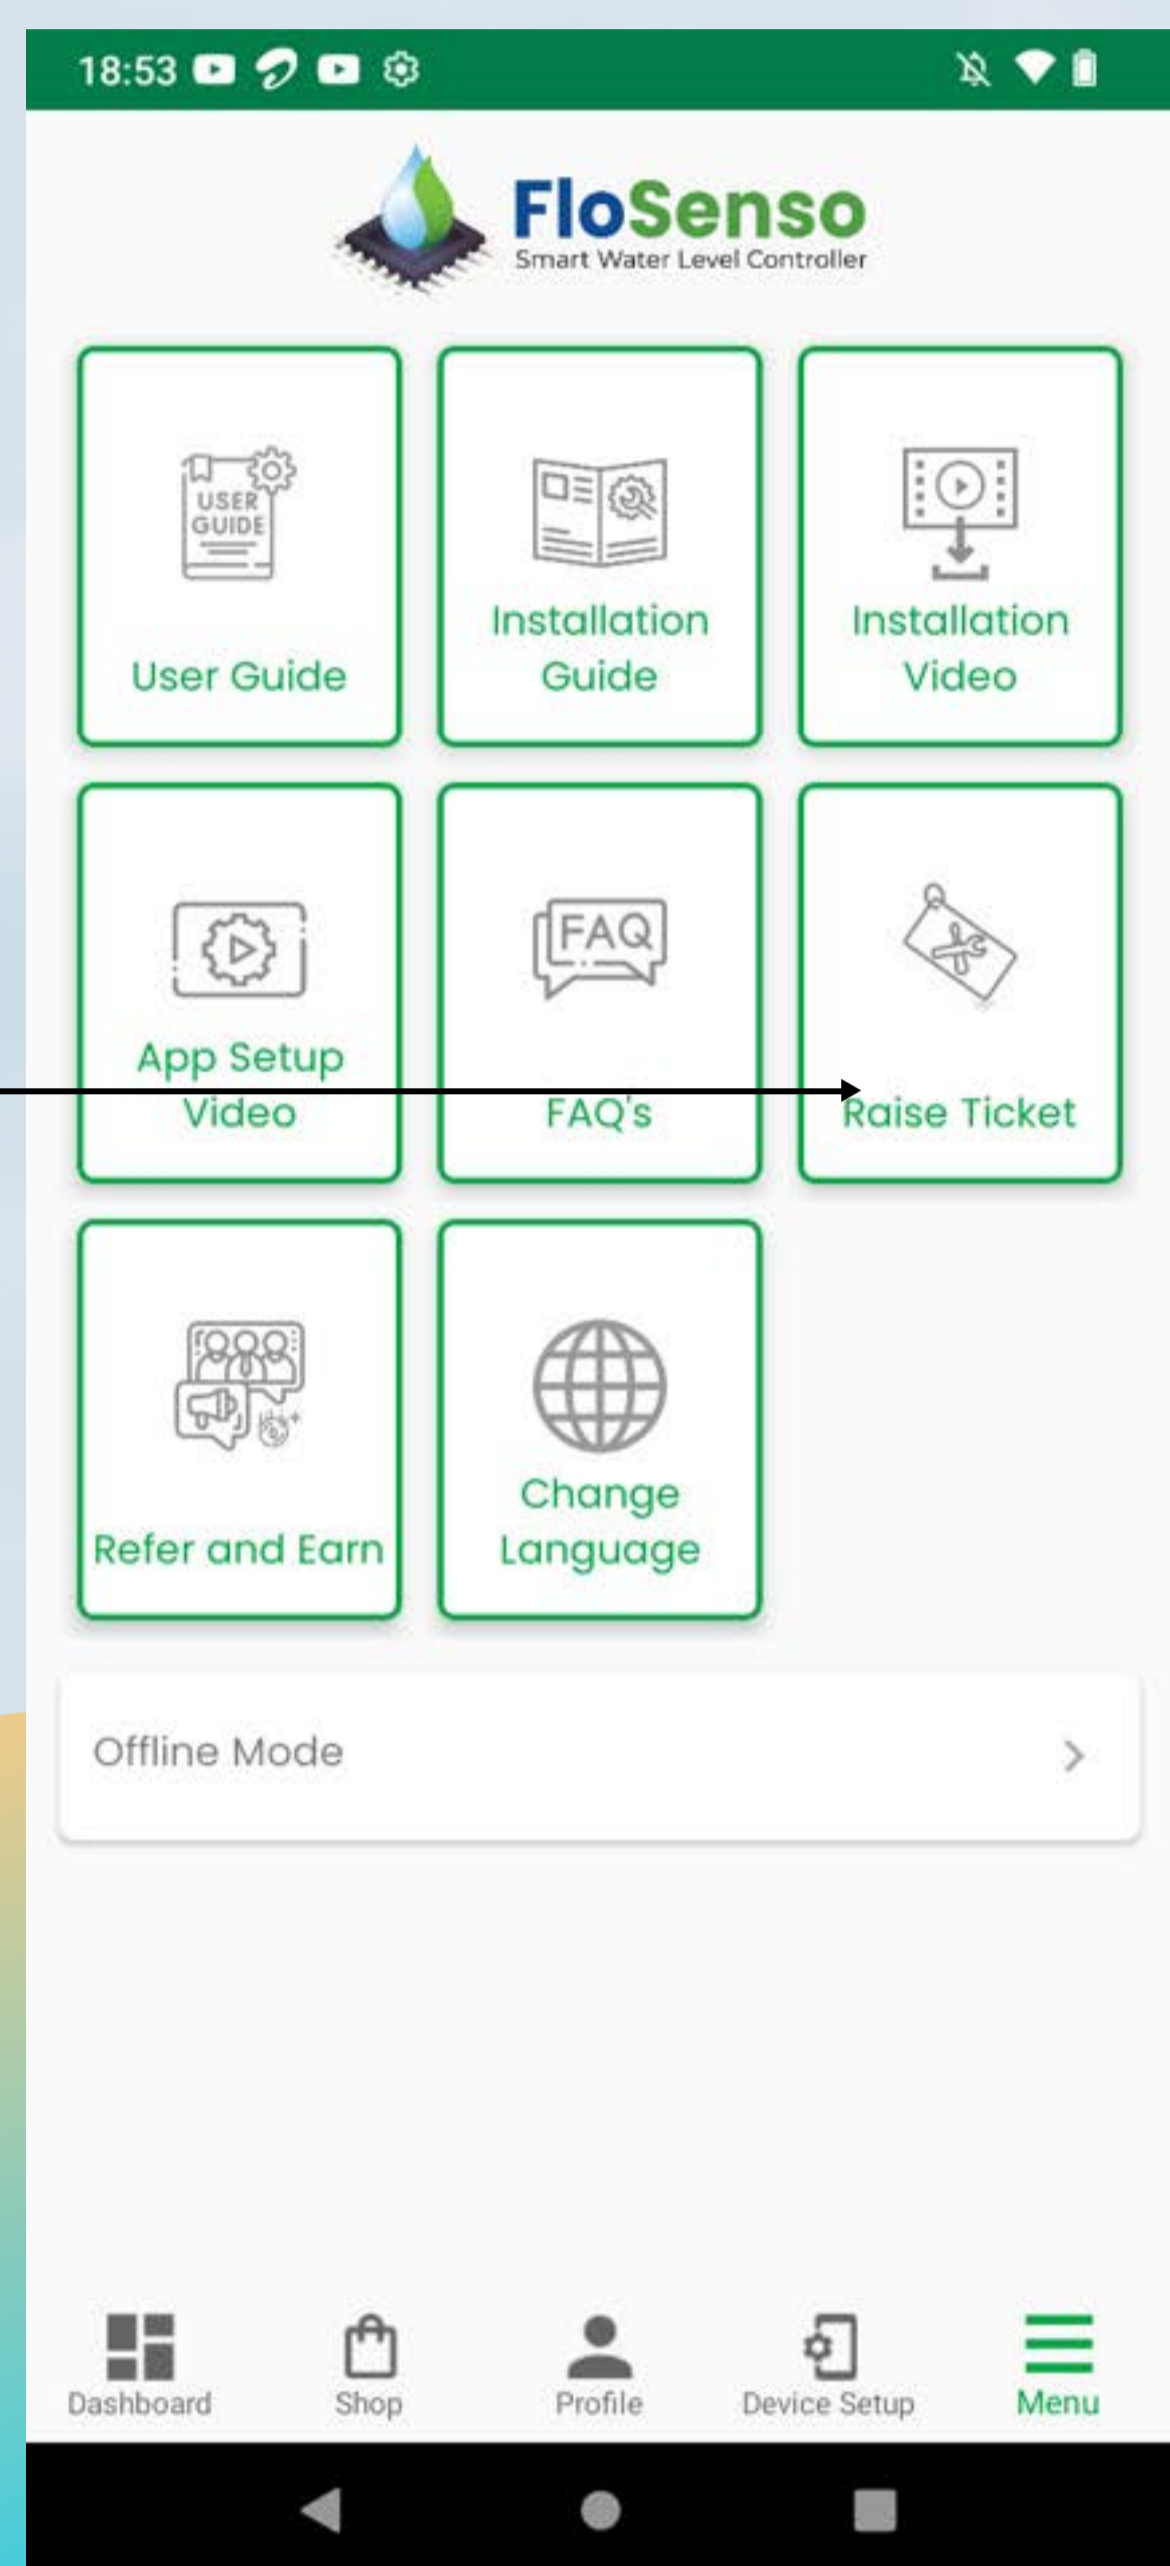 18:53
FloSenso
Smart Water Level Controller
USER
GUIDE
User Guide
Installation
Guide
Installation
Video
App Setup
Video
FAQ
FAQ's
Raise Ticket
Refer and Earn
Change
Language
Offline Mode
Dashboard
Shop
Profile
Device Setup
Menu